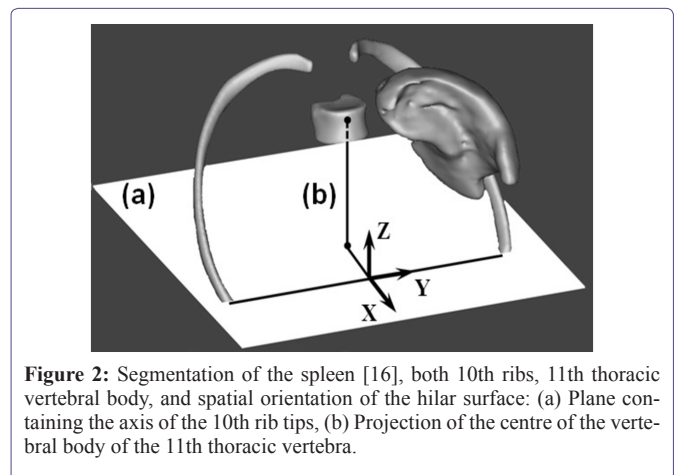 (a)
(b)
Z
Y
X
Figure 2: Segmentation of the spleen [16], both 10th ribs, 11th thoracic
vertebral body, and spatial orientation of the hilar surface: (a) Plane con-
taining the axis of the 10th rib tips, (b) Projection of the centre of the verte-
bral body of the 11th thoracic vertebra.